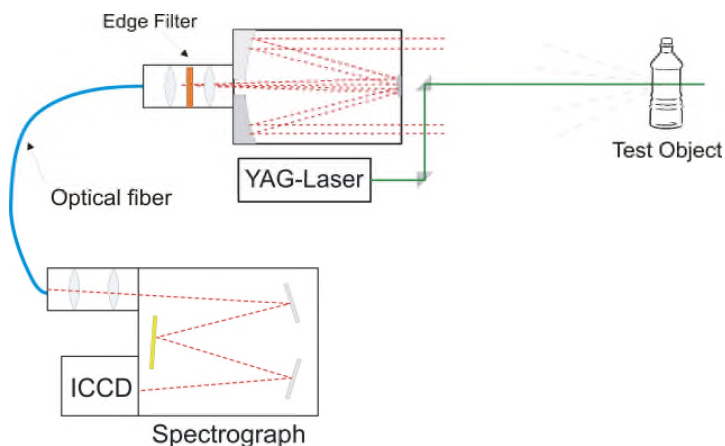 Edge Filter
YAG-Laser
Test Object
Optical fiber
ICCD
Spectrograph